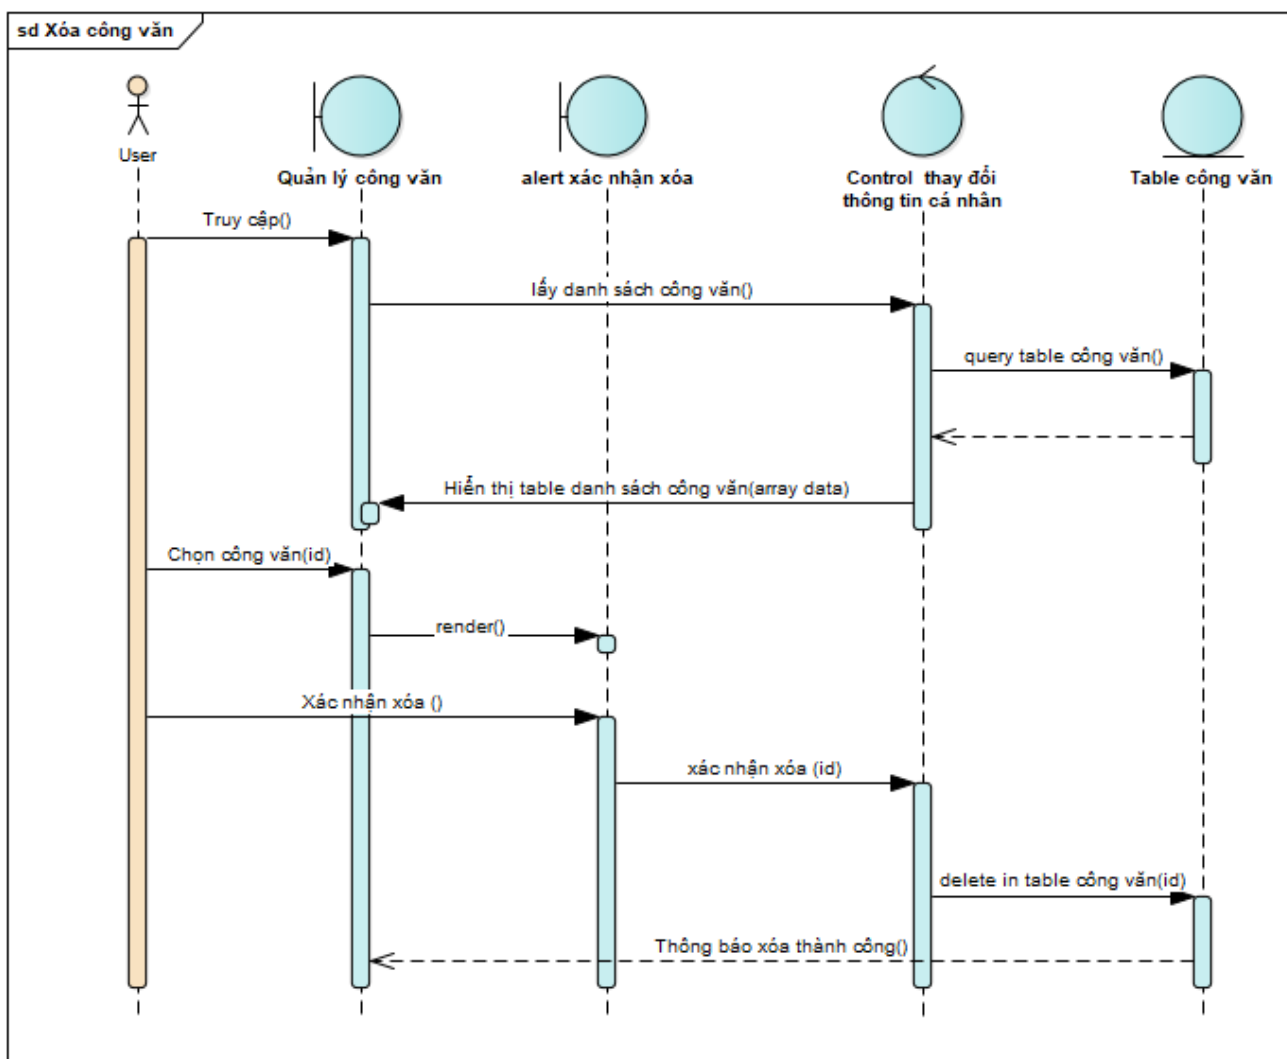 sd Xóa công văn
User
Quản lý công văn
alert xác nhận xóa
Control  thay đổi
thông tin cá nhân
Table công văn
Truy cập()
lấy danh sách công văn()
query table công văn()
Hiển thị table danh sách công văn(array data)
Chọn công văn(id)
render()
Xác nhận xóa ()
xác nhận xóa (id)
delete in table công văn(id)
Thông báo xóa thành công()